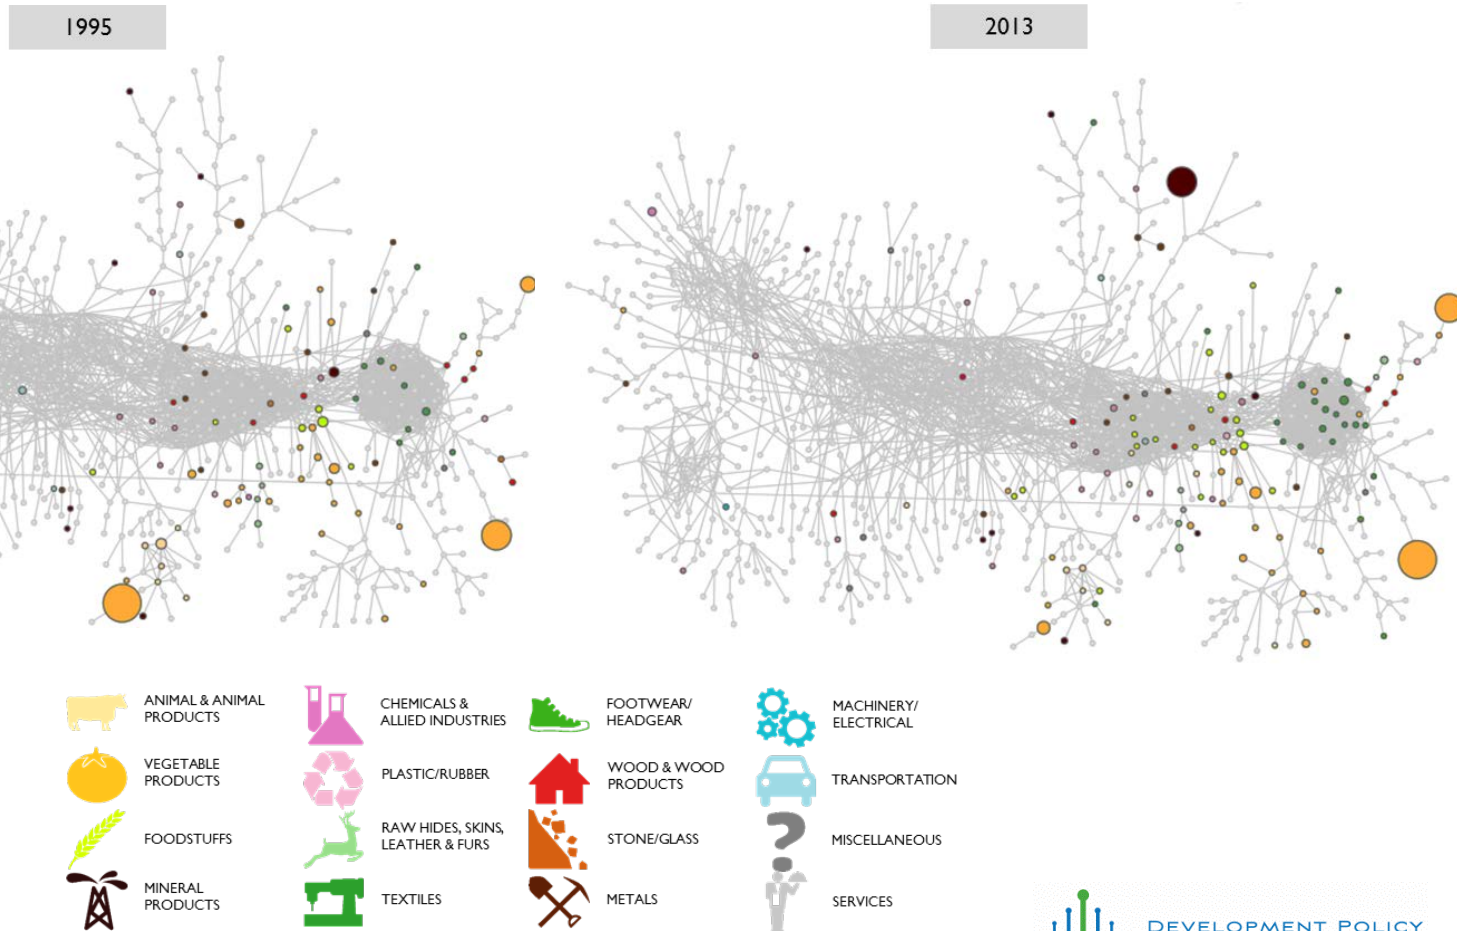 1995
2013
ANIMAL & ANIMAL
PRODUCTS
CHEMICALS &
ALLIED INDUSTRIES
FOOTWEAR/
HEADGEAR
MACHINERY/
ELECTRICAL
VEGETABLE
PRODUCTS
PLASTIC/RUBBER
WOOD & WOOD
PRODUCTS
TRANSPORTATION
FOODSTUFFS
RAW HIDES, SKINS,
LEATHER & FURS
STONE/GLASS
MISCELLANEOUS
MINERAL
PRODUCTS
TEXTILES
METALS
SERVICES
DEVELOPMENT POLICY